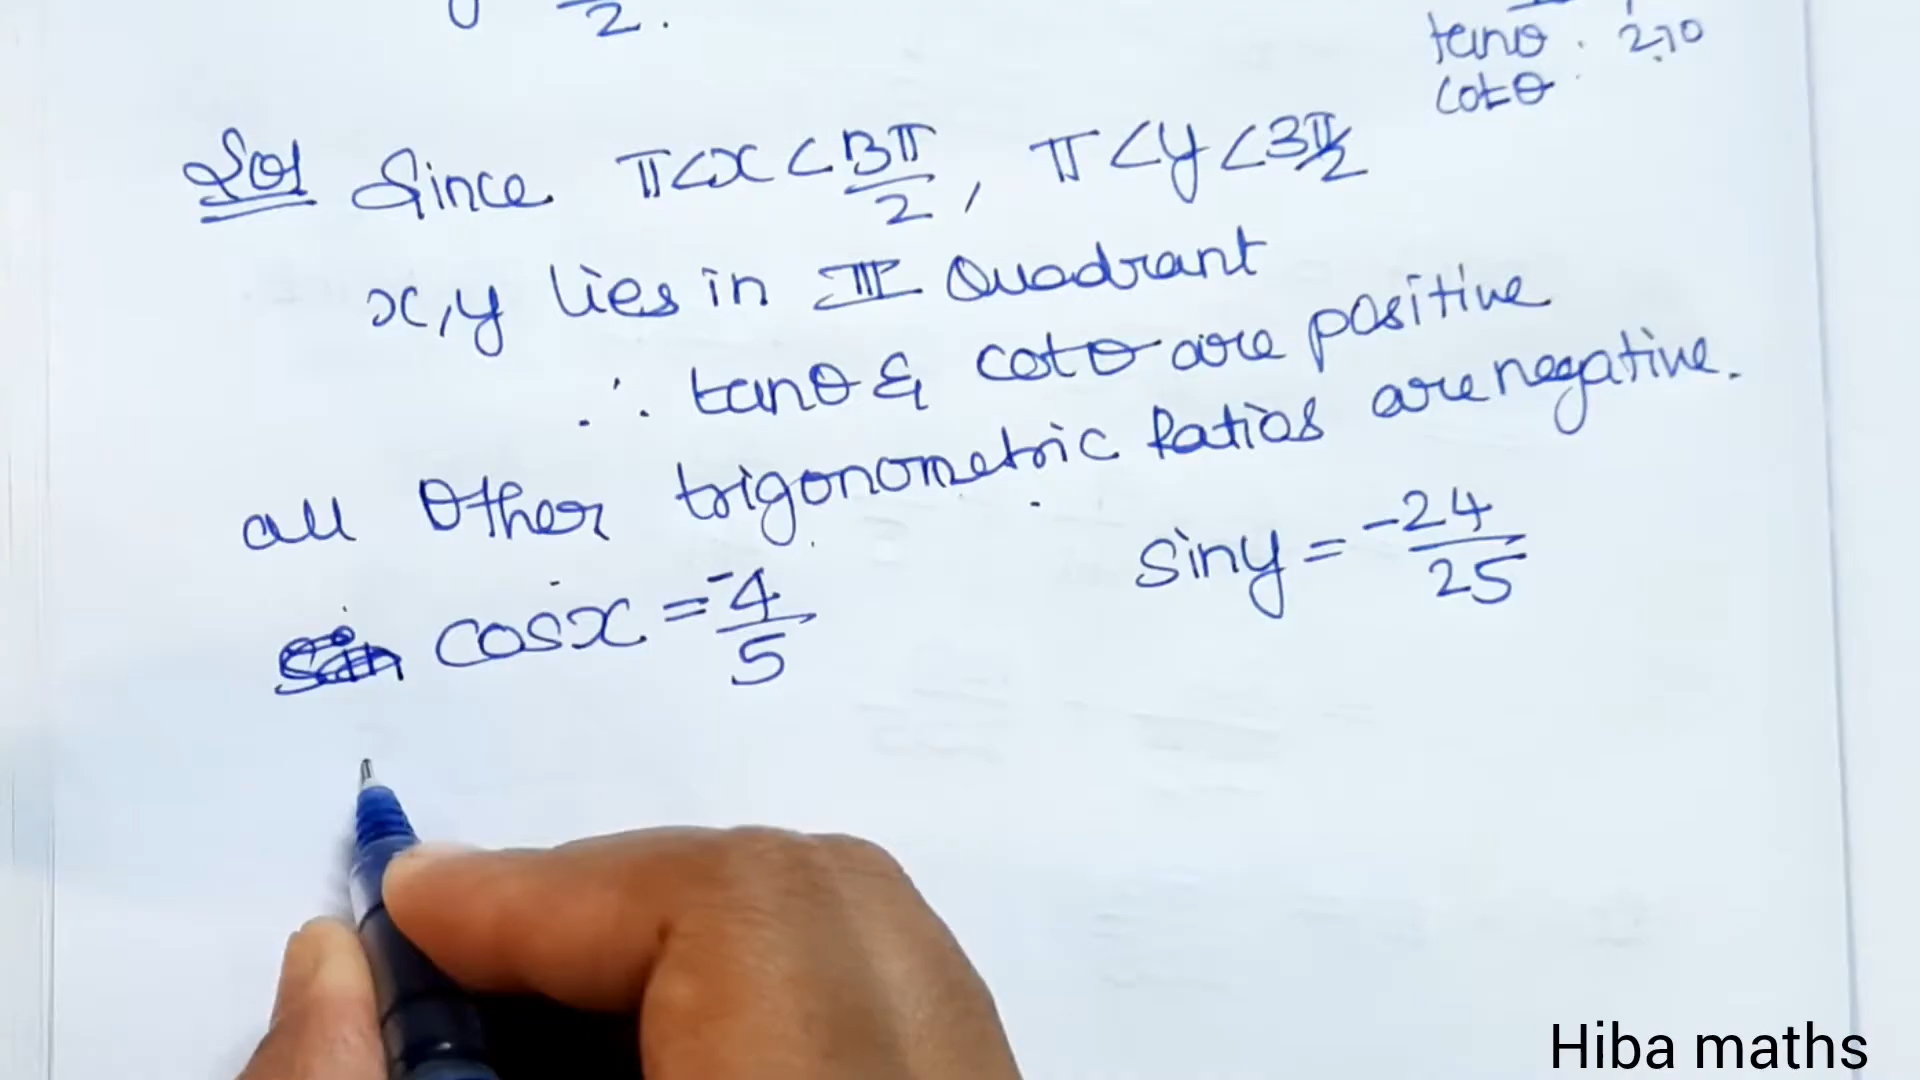 2.
tanθ
270
cotθ
Sol Since π<x<3π/2, π<y<3π/2
x,y lies in III Quadrant
∴ tanθ & cotθ are positive
all Other trigonometric Ratios are negative.
cosx = -4/5 siny = -24/25
Hiba maths